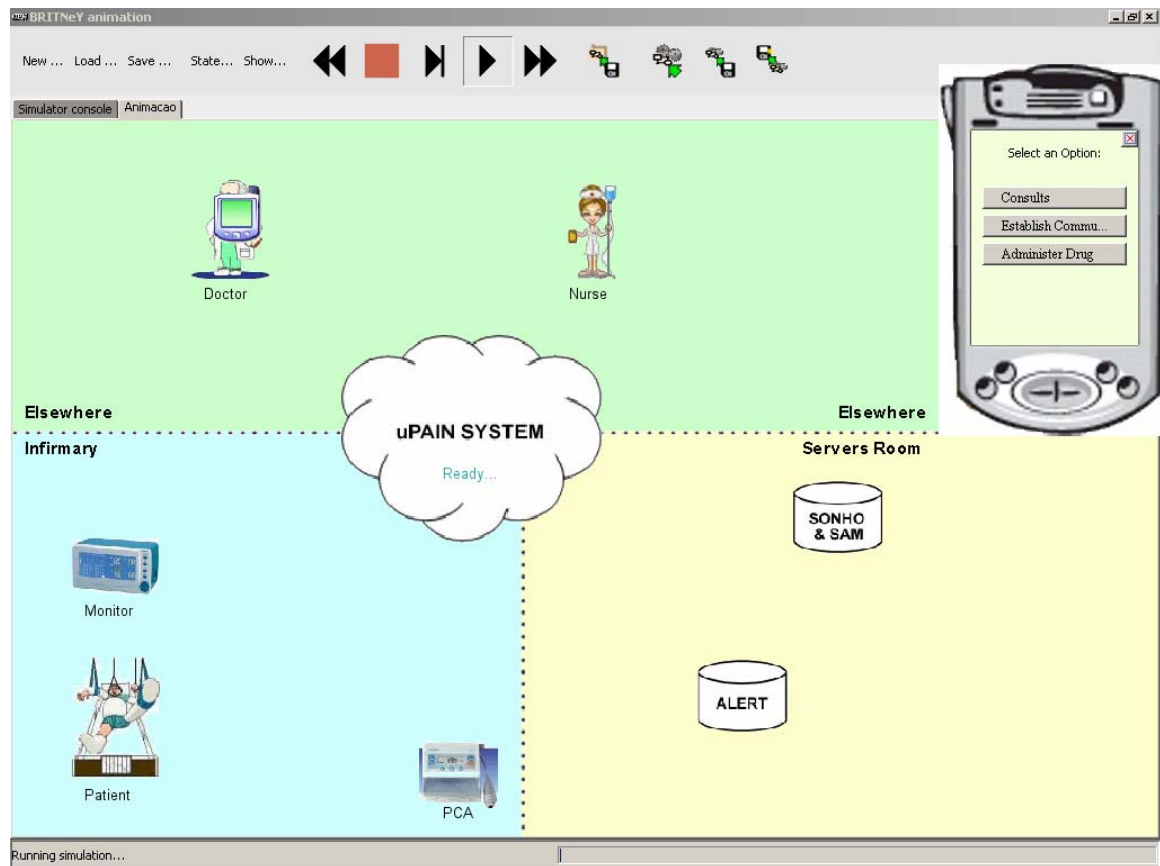 BRITNeY animation
New ... Load ... Save ... State... Show...
Simulator console Animacao
Select an Option:
Consults
Establish Commu...
Administer Drug
Doctor
Nurse
Elsewhere
Elsewhere
uPAIN SYSTEM
Ready...
Infirmary
Servers Room
SONHO
& SAM
Monitor
ALERT
Patient
PCA
Running simulation...